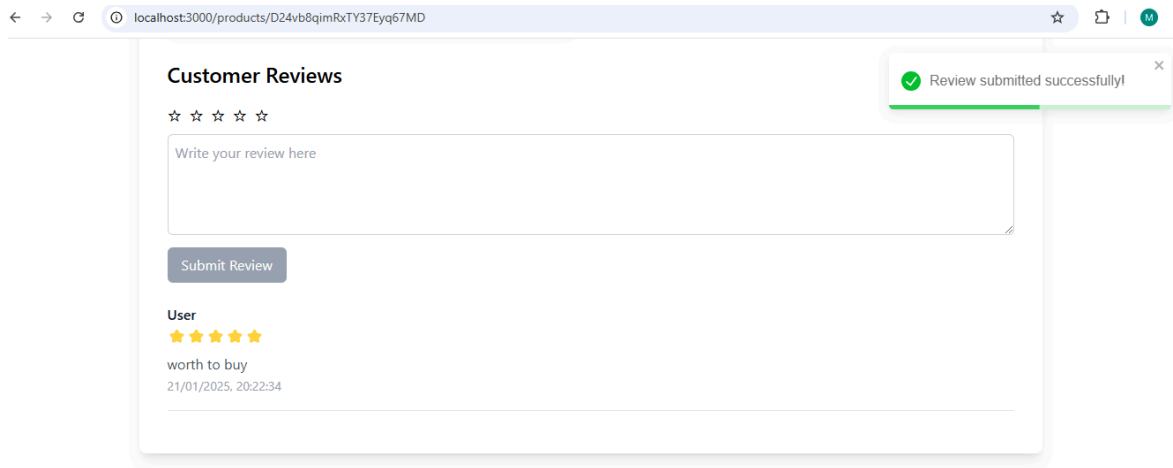 localhost:3000/products/D24vb8qimRxTY37Eyq67MD
M
Customer Reviews
Review submitted successfully!
Write your review here
Submit Review
User
worth to buy
21/01/2025, 20:22:34